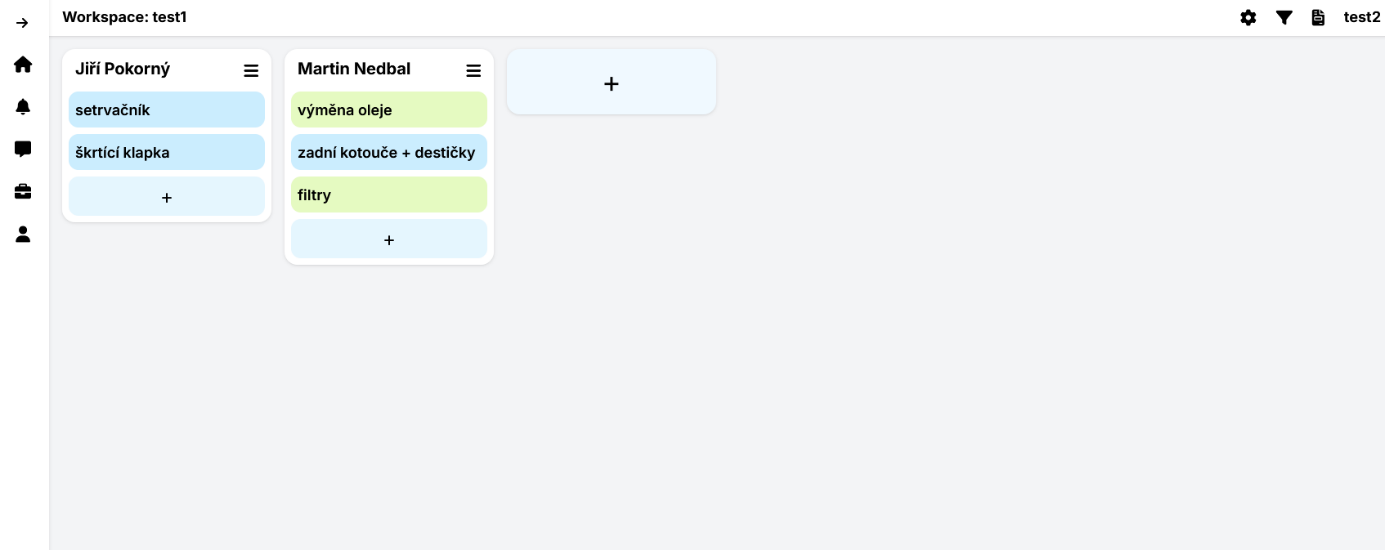 Workspace: test1
test2
Jiří Pokorný
setrvačník
škrtící klapka
+
Martin Nedbal
výměna oleje
zadní kotouče + destičky
filtry
+
+